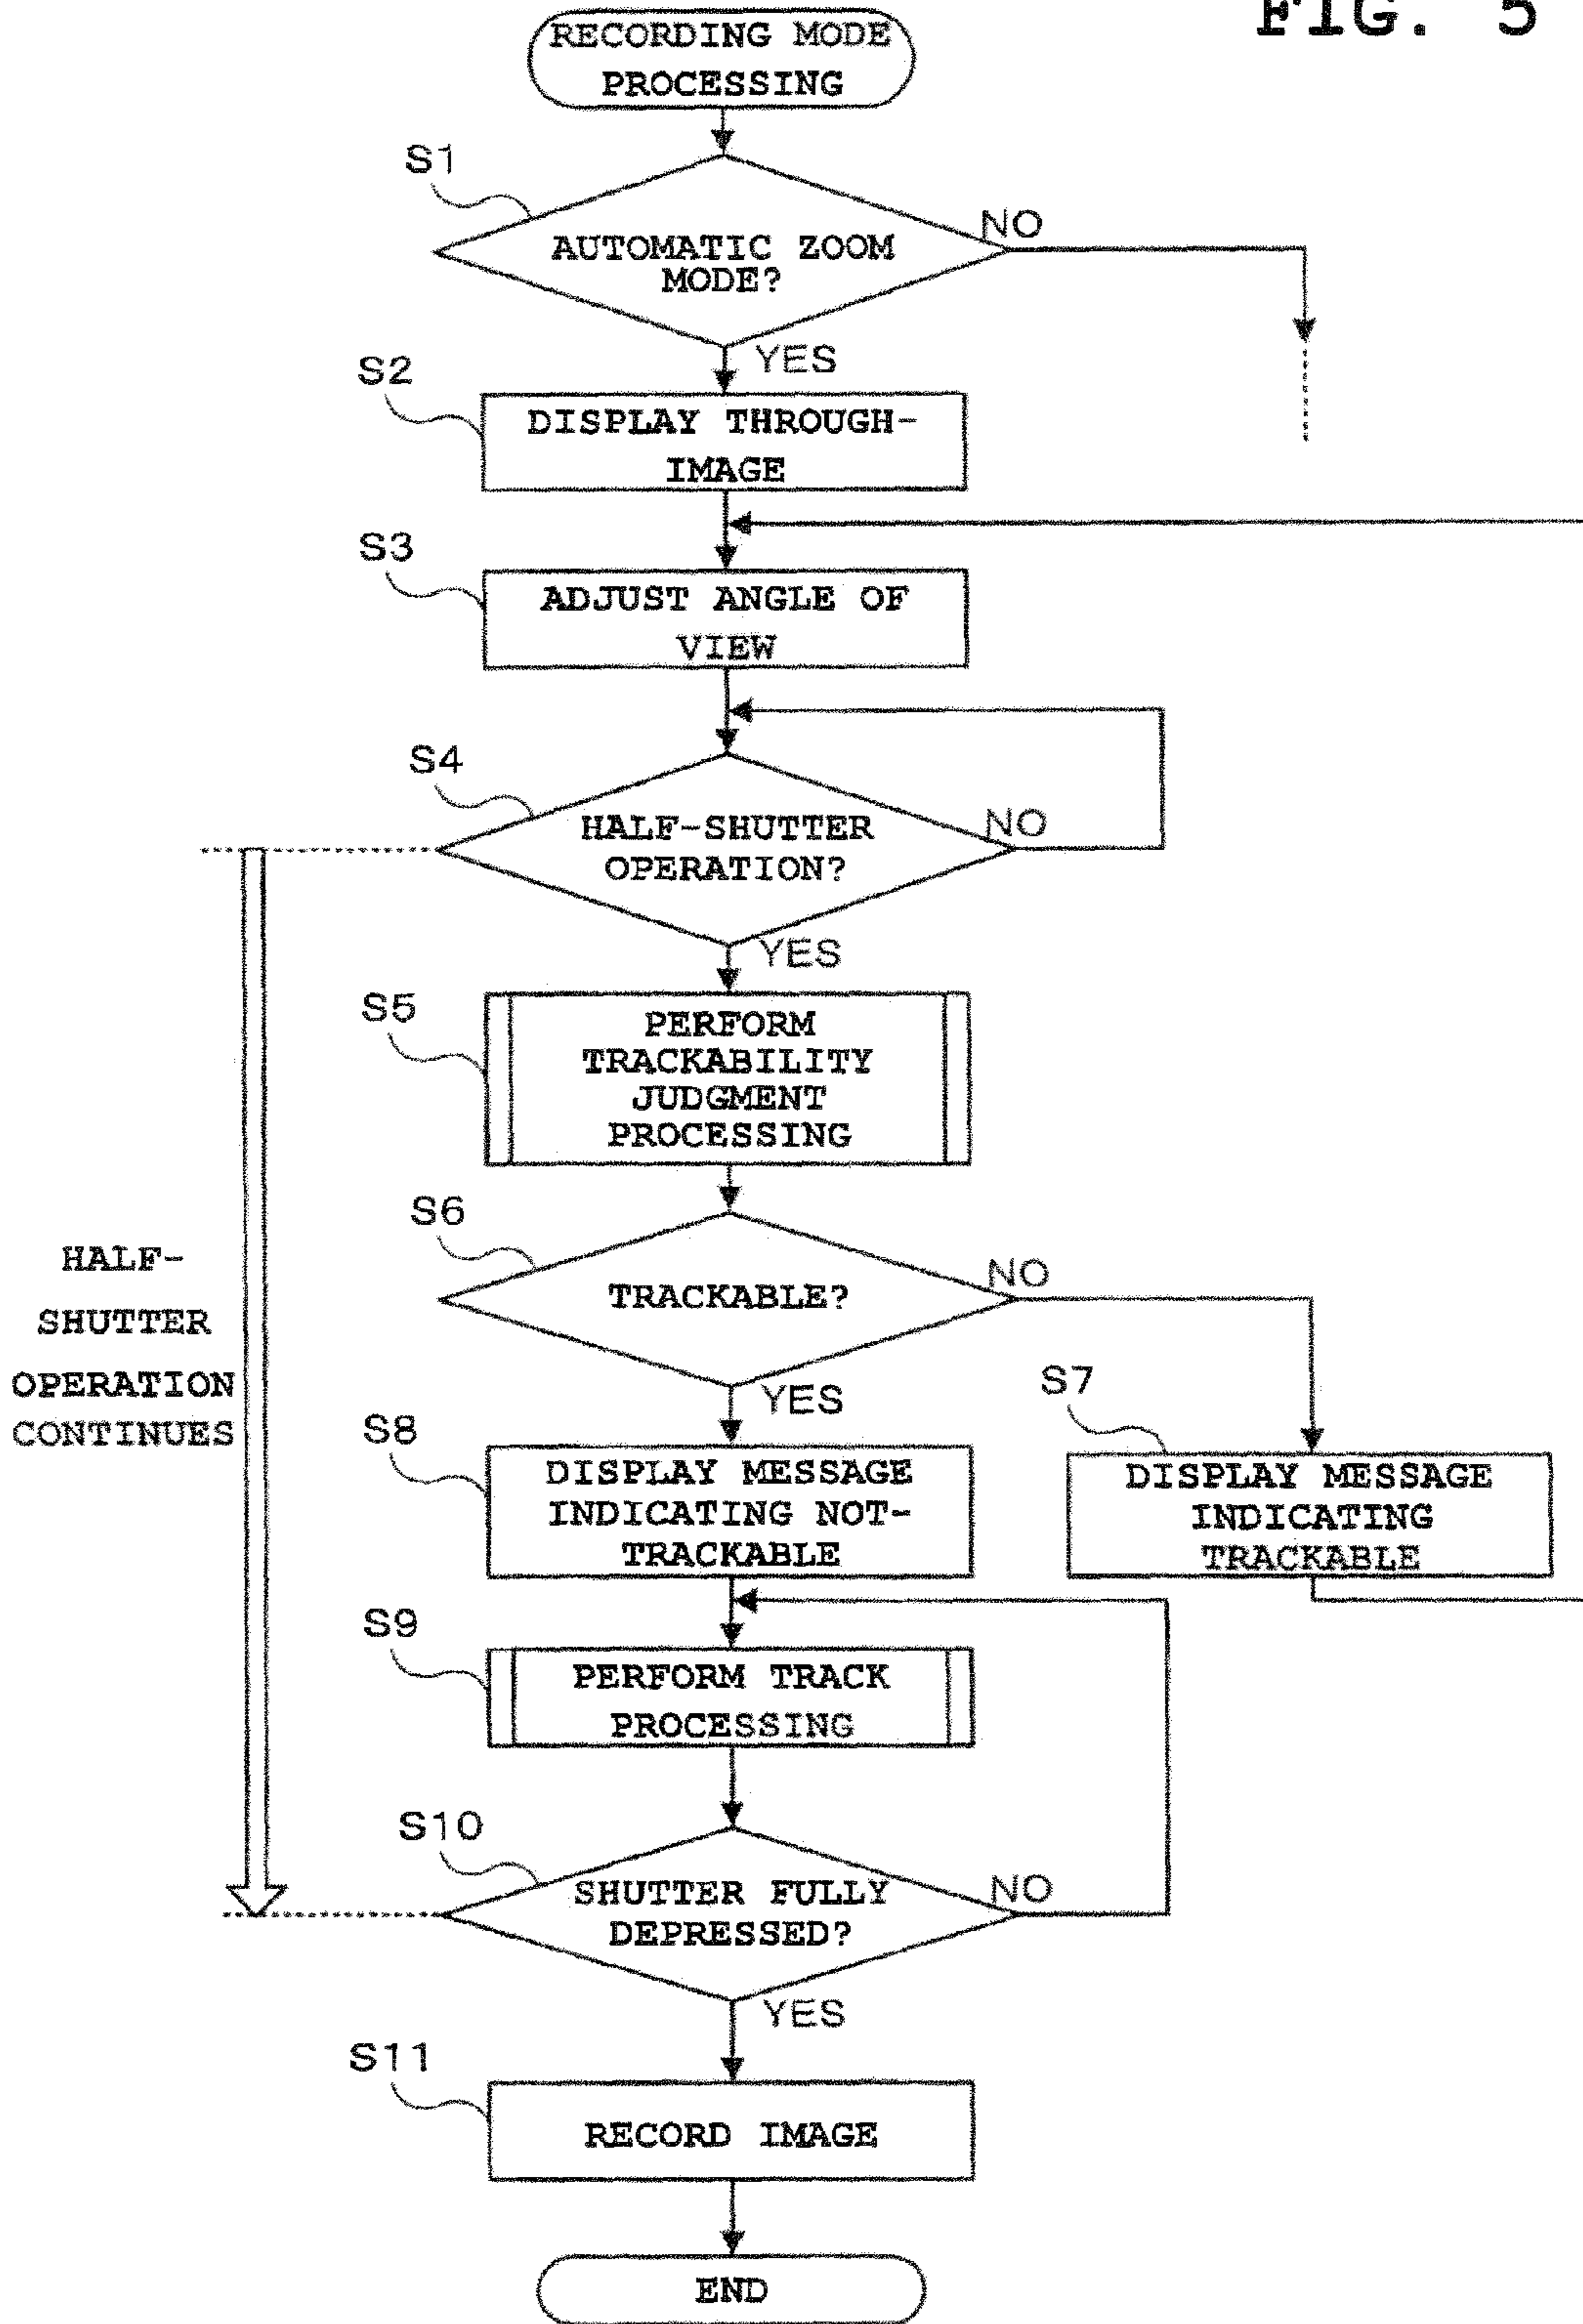 FIG. 5
RECORDING MODE
PROCESSING
S1
AUTOMATIC ZOOM
MODE?
NO
YES
S2
DISPLAY THROUGH-
IMAGE
S3
ADJUST ANGLE OF
VIEW
S4
HALF-SHUTTER
OPERATION?
NO
YES
S5
PERFORM
TRACKABILITY
JUDGMENT
PROCESSING
S6
TRACKABLE?
NO
YES
HALF-
SHUTTER
OPERATION
CONTINUES
S7
DISPLAY MESSAGE
INDICATING
TRACKABLE
S8
DISPLAY MESSAGE
INDICATING NOT-
TRACKABLE
S9
PERFORM TRACK
PROCESSING
S10
SHUTTER FULLY
DEPRESSED?
NO
YES
S11
RECORD IMAGE
END